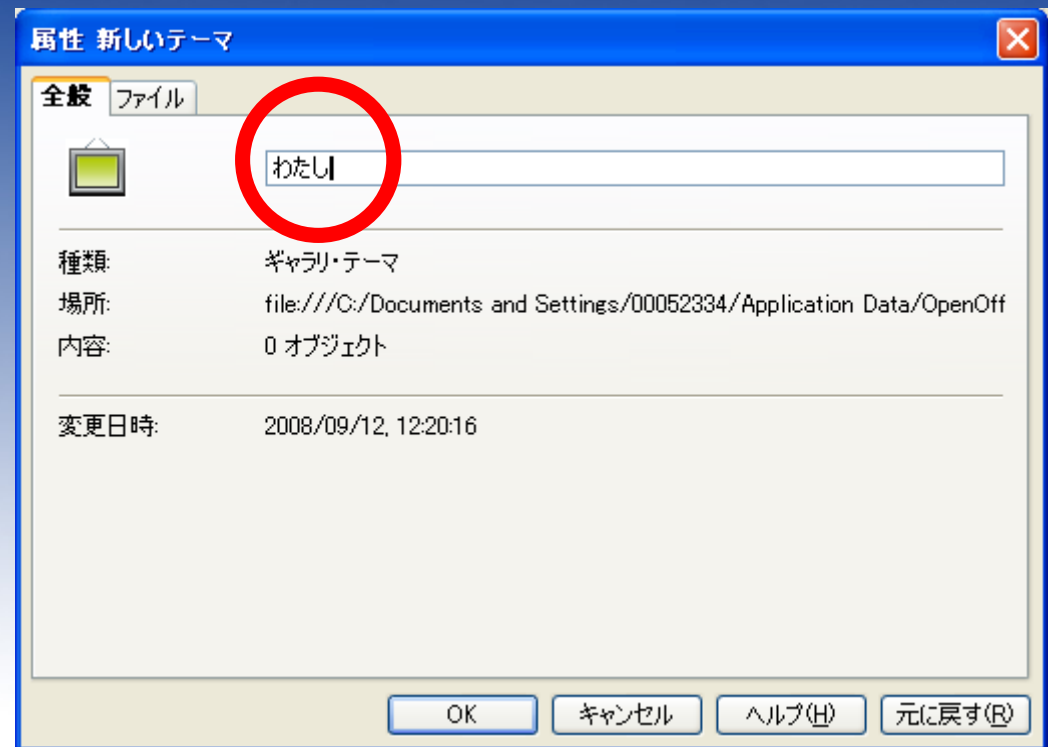 属性 新しいテーマ
全般 ファイル
わたし
種類: ギャラリ・テーマ
場所: file:///C:/Documents and Settings/00052334/Application Data/OpenOff
内容: 0 オブジェクト
変更日時: 2008/09/12, 12:20:16
OK キャンセル ヘルプ(H) 元に戻す(R)